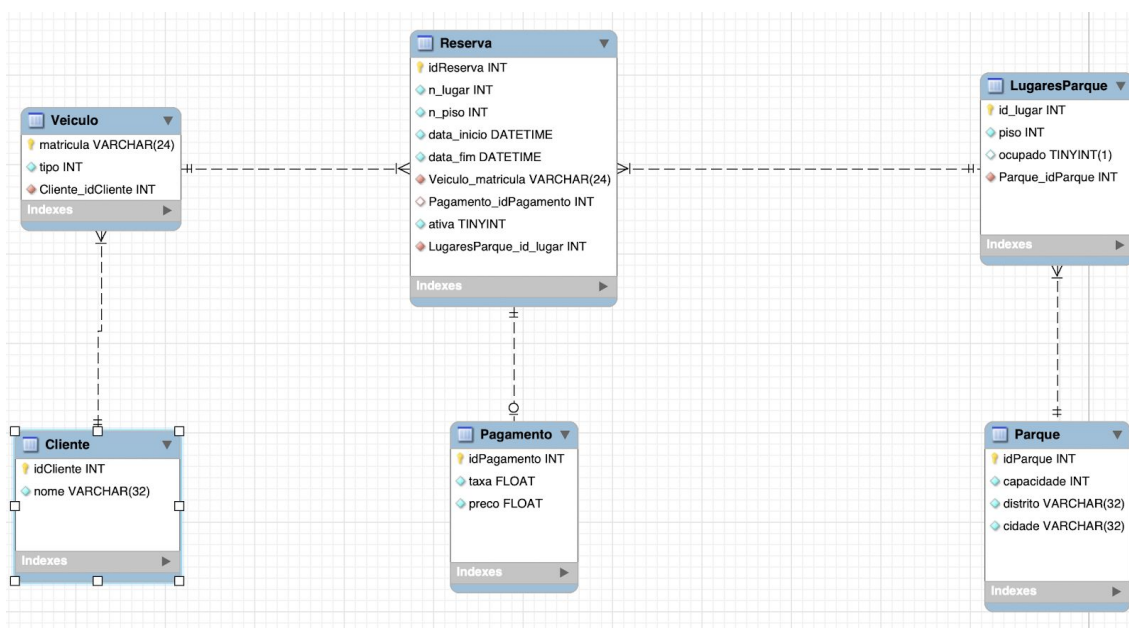 Reserva
idReserva INT
n_lugar INT
n_piso INT
data_inicio DATETIME
data_fim DATETIME
Veiculo_matricula VARCHAR(24)
Pagamento_idPagamento INT
ativa TINYINT
LugaresParque_id_lugar INT
Indexes
LugaresParque
id_lugar INT
piso INT
ocupado TINYINT(1)
Parque_idParque INT
Indexes
Veiculo
matricula VARCHAR(24)
tipo INT
Cliente_idCliente INT
Indexes
Cliente
idCliente INT
nome VARCHAR(32)
Indexes
Pagamento
idPagamento INT
taxa FLOAT
preco FLOAT
Indexes
Parque
idParque INT
capacidade INT
distrito VARCHAR(32)
cidade VARCHAR(32)
Indexes